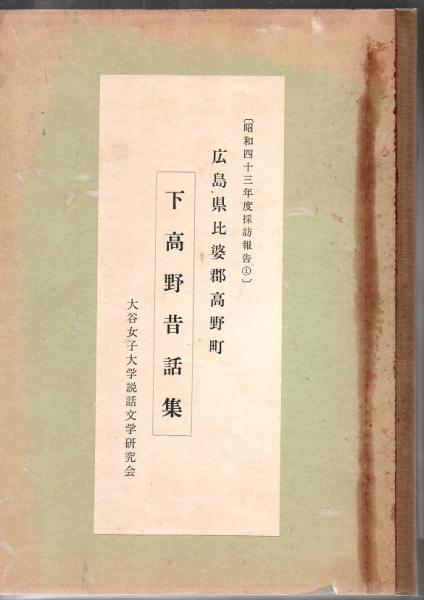 〔昭和四十三年度採訪報告①〕
広島県比婆郡高野町
下高野昔話集
大谷女子大学説話文学研究会